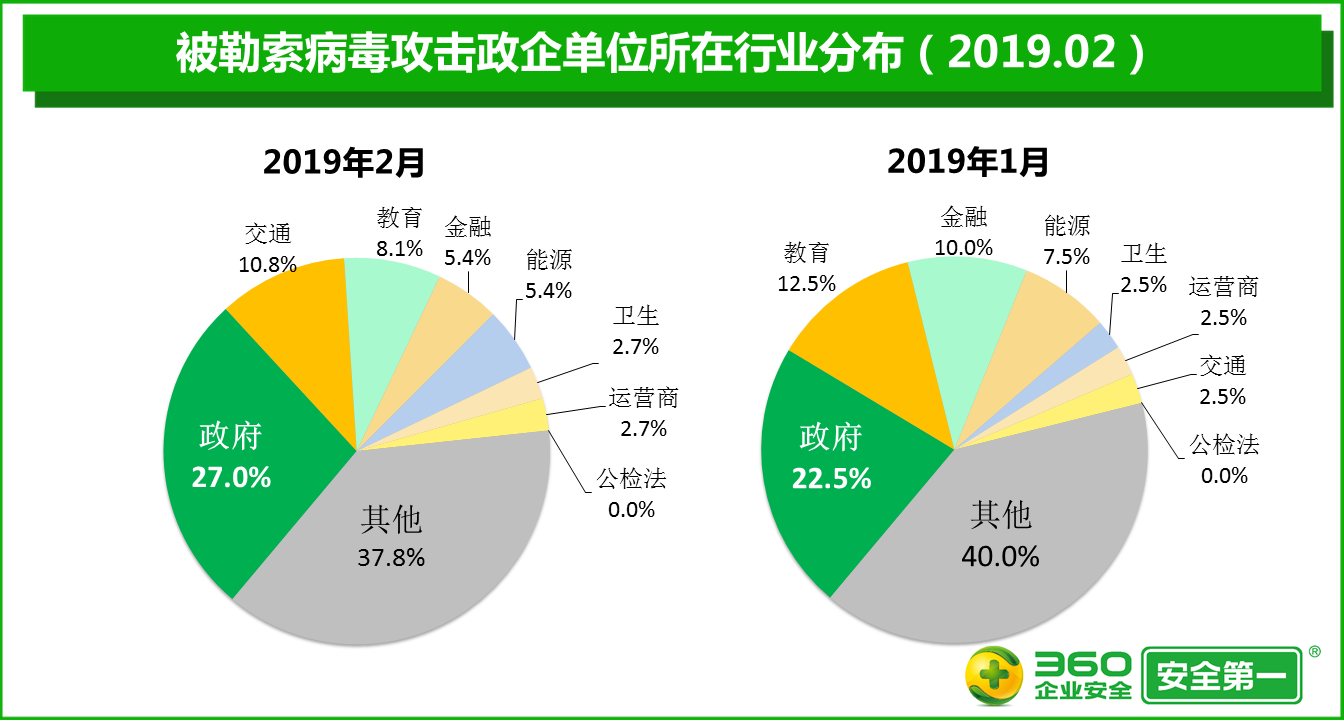 被勒索病毒攻击政企单位所在行业分布（2019.02）
2019年2月
交通
10.8%
教育
8.1%
金融
5.4%
能源
5.4%
卫生
2.7%
运营商
2.7%
公检法
0.0%
政府
27.0%
其他
37.8%
2019年1月
教育
12.5%
金融
10.0%
能源
7.5%
卫生
2.5%
运营商
2.5%
交通
2.5%
公检法
0.0%
政府
22.5%
其他
40.0%
360
企业安全
安全第一
®